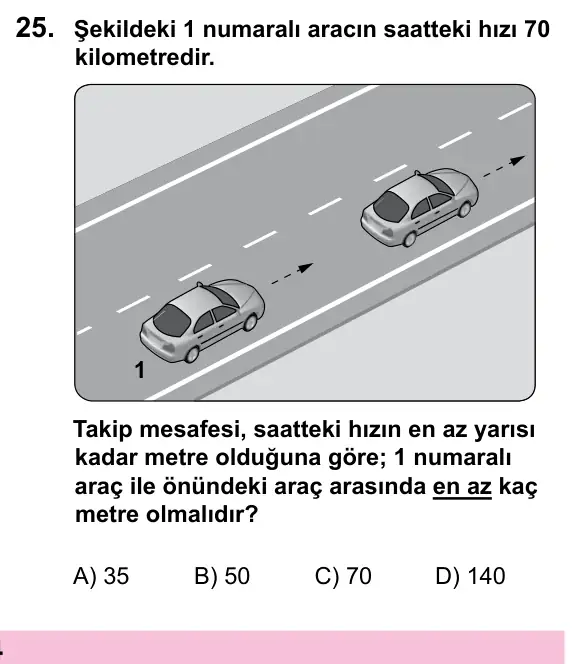 25. Şekildeki 1 numaralı aracın saatteki hızı 70
kilometredir.
1
Takip mesafesi, saatteki hızın en az yarısı
kadar metre olduğuna göre; 1 numaralı
araç ile önündeki araç arasında en az kaç
metre olmalıdır?
A) 35 B) 50 C) 70 D) 140